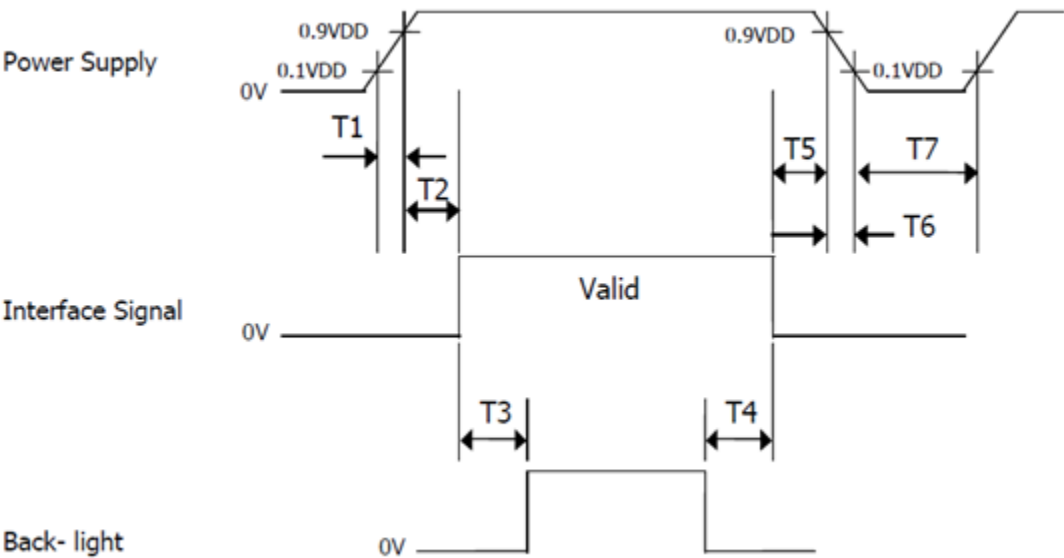 0.9VDD
0.9VDD
Power Supply
0.1VDD
0.1VDD
0V
T1
T5
T7
T2
T6
Valid
Interface Signal
0V
T3
T4
Back- light
0V